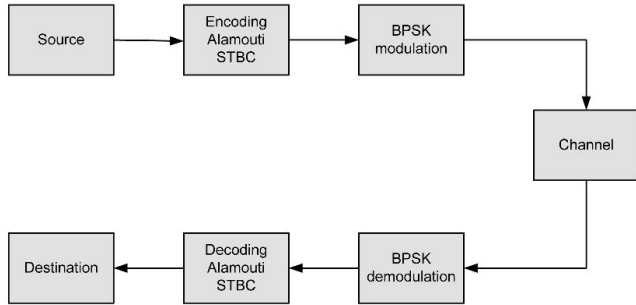 Source
Encoding
Alamouti
STBC
BPSK
modulation
Channel
Destination
Decoding
Alamouti
STBC
BPSK
demodulation